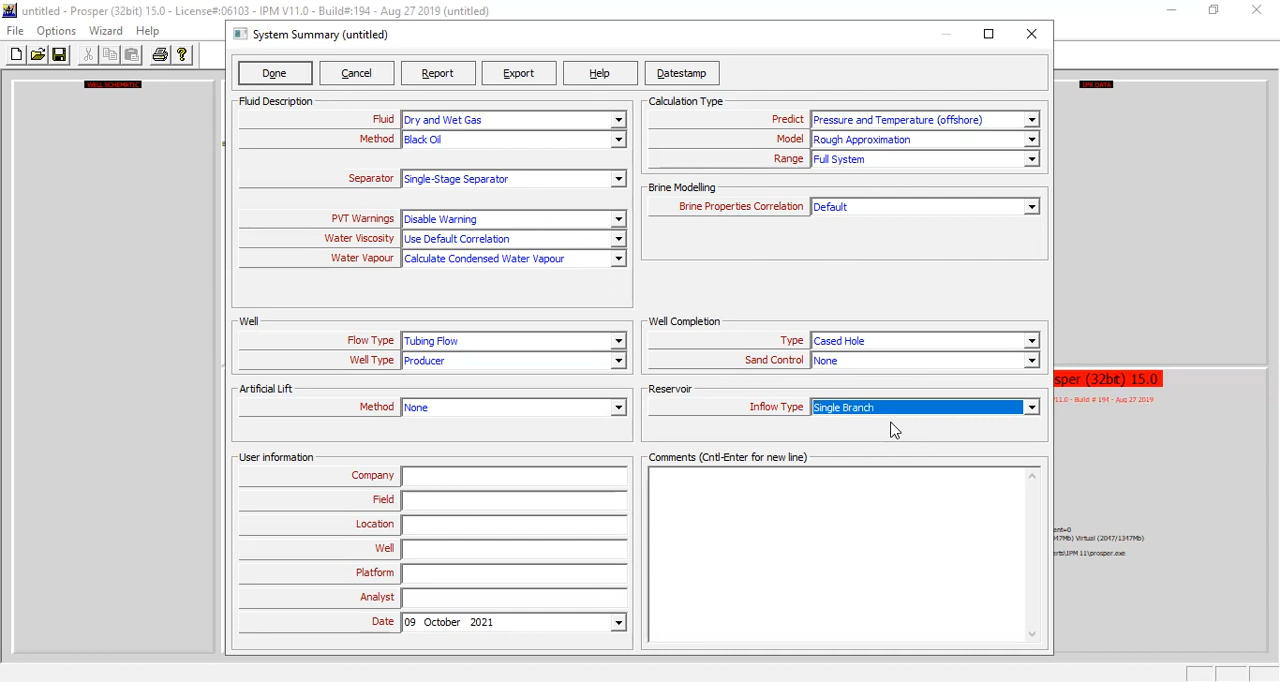 untitled - Prosper (32bit) 15.0 - License#:06103 - IPM V11.0 - Build#:194 - Aug 27 2019 (untitled)
File Options Wizard Help
System Summary (untitled)
Done Cancel Report Export Help Datestamp
WELL SCHEMATIC
IPR DATA
Fluid Description
Fluid Dry and Wet Gas
Method Black Oil
Separator Single-Stage Separator
PVT Warnings Disable Warning
Water Viscosity Use Default Correlation
Water Vapour Calculate Condensed Water Vapour
Calculation Type
Predict Pressure and Temperature (offshore)
Model Rough Approximation
Range Full System
Brine Modelling
Brine Properties Correlation Default
Well
Flow Type Tubing Flow
Well Type Producer
Well Completion
Type Cased Hole
Sand Control None
Artificial Lift
Method None
Reservoir
Inflow Type Single Branch
User information
Company
Field
Location
Well
Platform
Analyst
Date 09 October 2021
Comments (Cntl-Enter for new line)
sper (32bit) 15.0
11.0 - Build # 194 - Aug 27 2019
ent=0
47Mb) Virtual (2047/1347Mb)
erts\IPM 11\prosper.exe